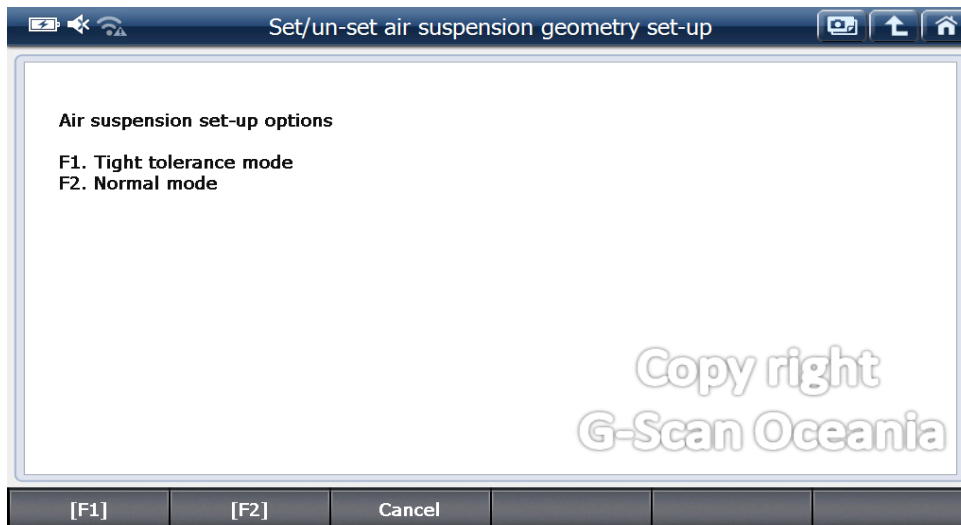 Set/un-set air suspension geometry set-up
Air suspension set-up options
F1. Tight tolerance mode
F2. Normal mode
Copy right
G-Scan Oceania
[F1] [F2] Cancel